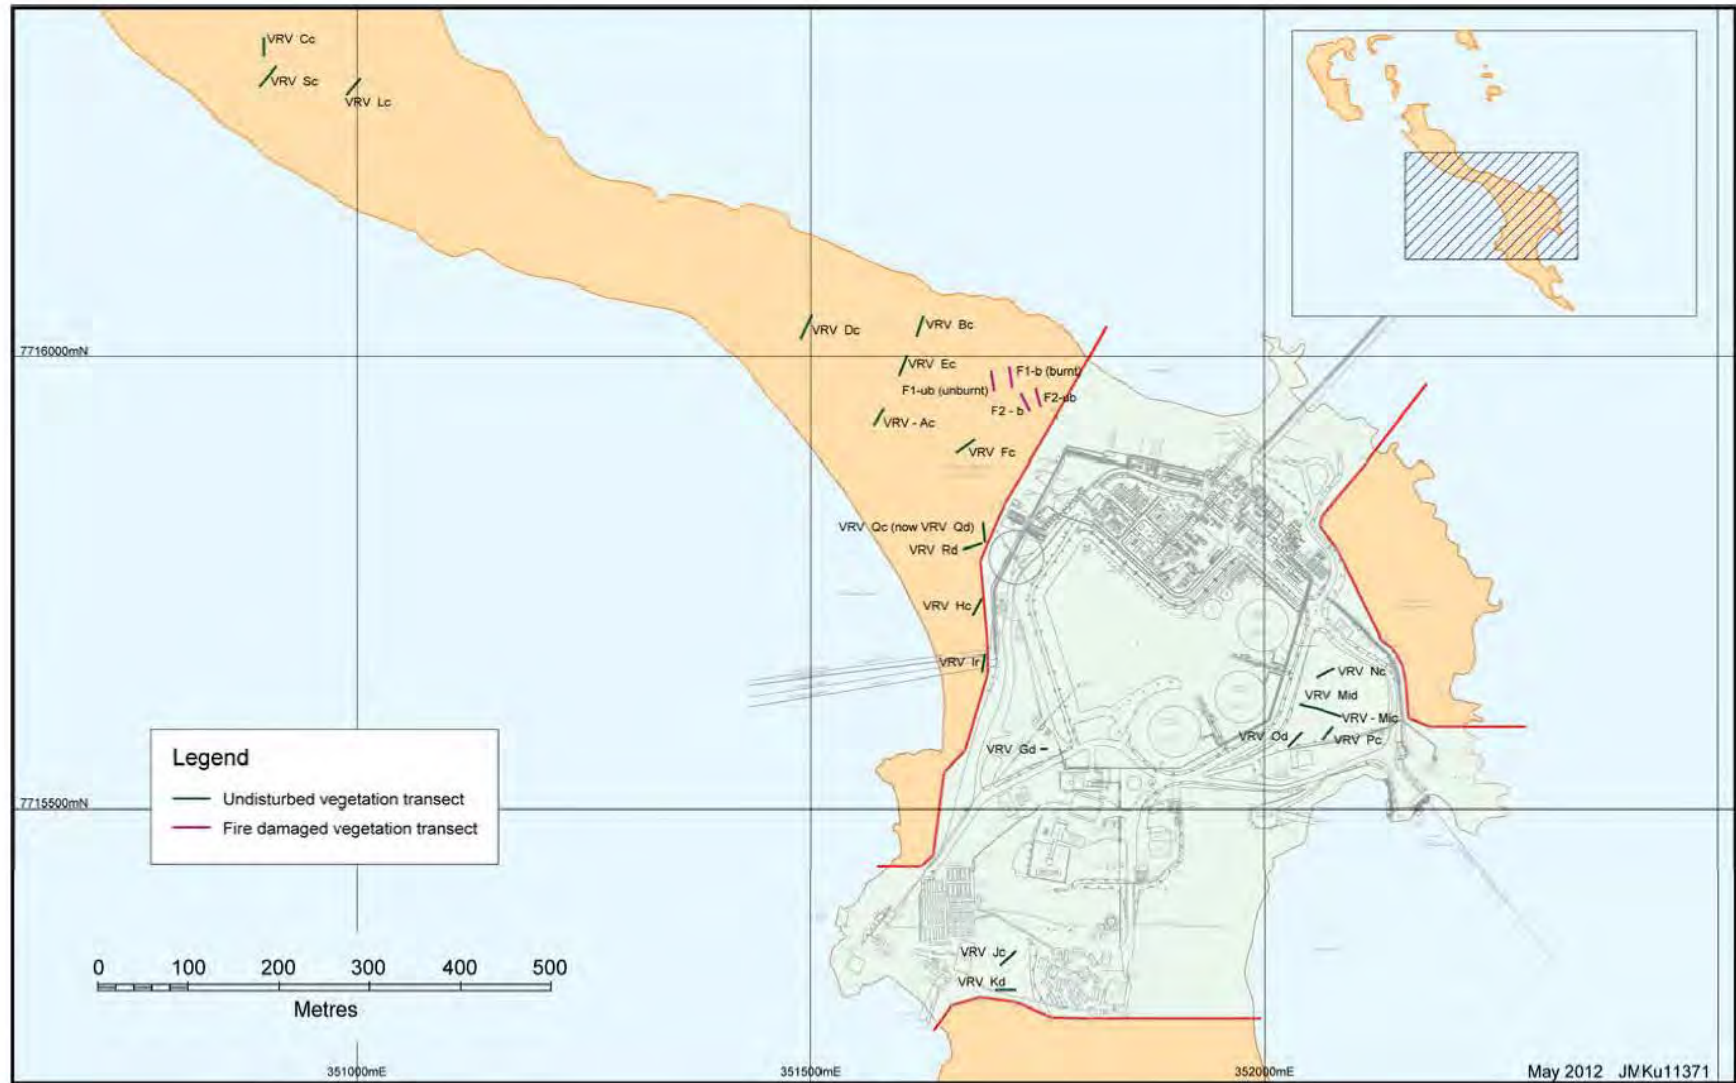 VRV Cc
VRV Sc
VRV Lc
VRV Dc
VRV Bc
7716000mN
VRV Ec
F1-b (burnt)
F1-ub (unburnt)
F2-ub
F2 - b
VRV - Ac
VRV Fc
VRV Qc (now VRV Qd)
VRV Rd
VRV Hc
VRV Ir
VRV Nc
VRV Mid
VRV - Mic
VRV Od
VRV Pc
VRV Gd
Legend
Undisturbed vegetation transect
Fire damaged vegetation transect
7715500mN
VRV Jc
VRV Kd
0 100 200 300 400 500
Metres
351000mE
351500mE
352000mE
May 2012 JMKu11371